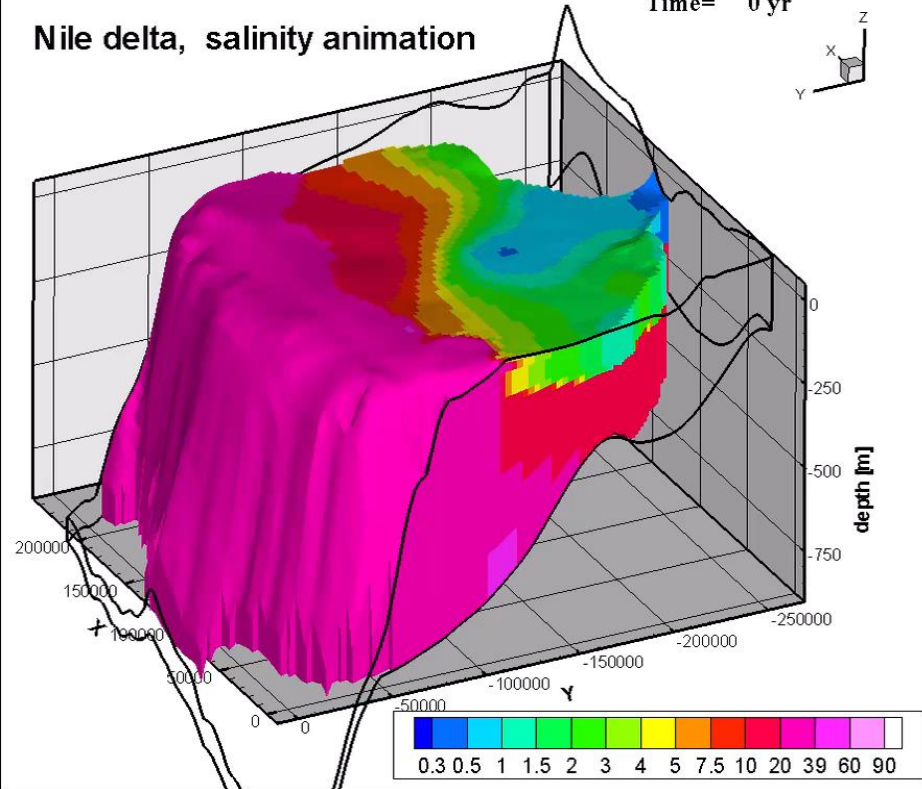 Time= 0 yr
Nile delta, salinity animation
Z
X
Y
0
-250
-500
-750
depth [m]
200000
150000
100000
50000
0
X
0
-50000
-100000
-150000
-200000
-250000
Y
0.3 0.5 1 1.5 2 3 4 5 7.5 10 20 39 60 90